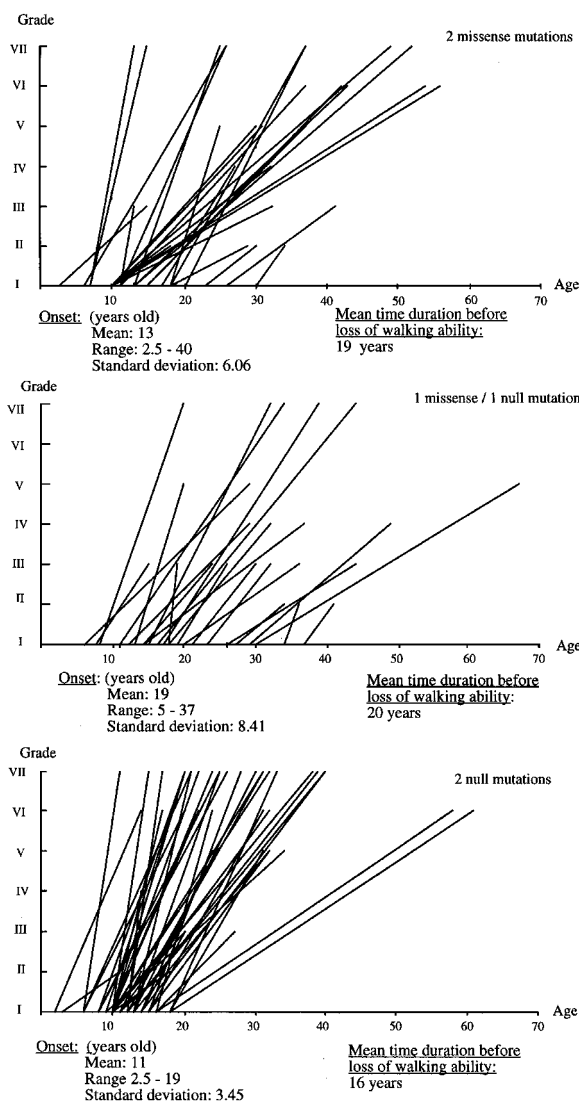 Grade
2 missense mutations
VII
VI
V
IV
III
II
I
10 20 30 40 50 60 70
Age
Onset: (years old)
Mean: 13
Range: 2.5 - 40
Standard deviation: 6.06
Mean time duration before
loss of walking ability:
19 years
Grade
1 missense / 1 null mutation
VII
VI
V
IV
III
II
I
10 20 30 40 50 60 70
Age
Onset: (years old)
Mean: 19
Range: 5 - 37
Standard deviation: 8.41
Mean time duration before
loss of walking ability:
20 years
Grade
2 null mutations
VII
VI
V
IV
III
II
I
10 20 30 40 50 60 70
Age
Onset: (years old)
Mean: 11
Range 2.5 - 19
Standard deviation: 3.45
Mean time duration before
loss of walking ability:
16 years